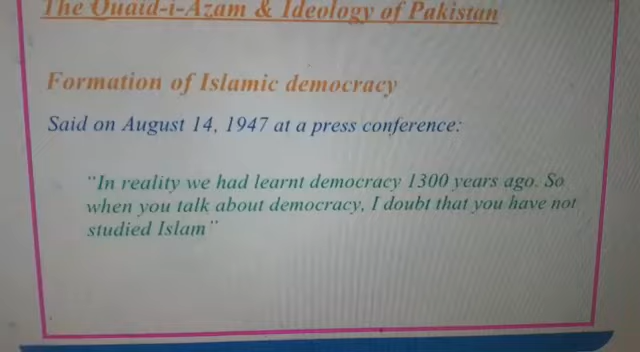 The Quaid-i-Azam & Ideology of Pakistan
Formation of Islamic democracy
Said on August 14, 1947 at a press conference:
"In reality we had learnt democracy 1300 years ago. So
when you talk about democracy, I doubt that you have not
studied Islam"